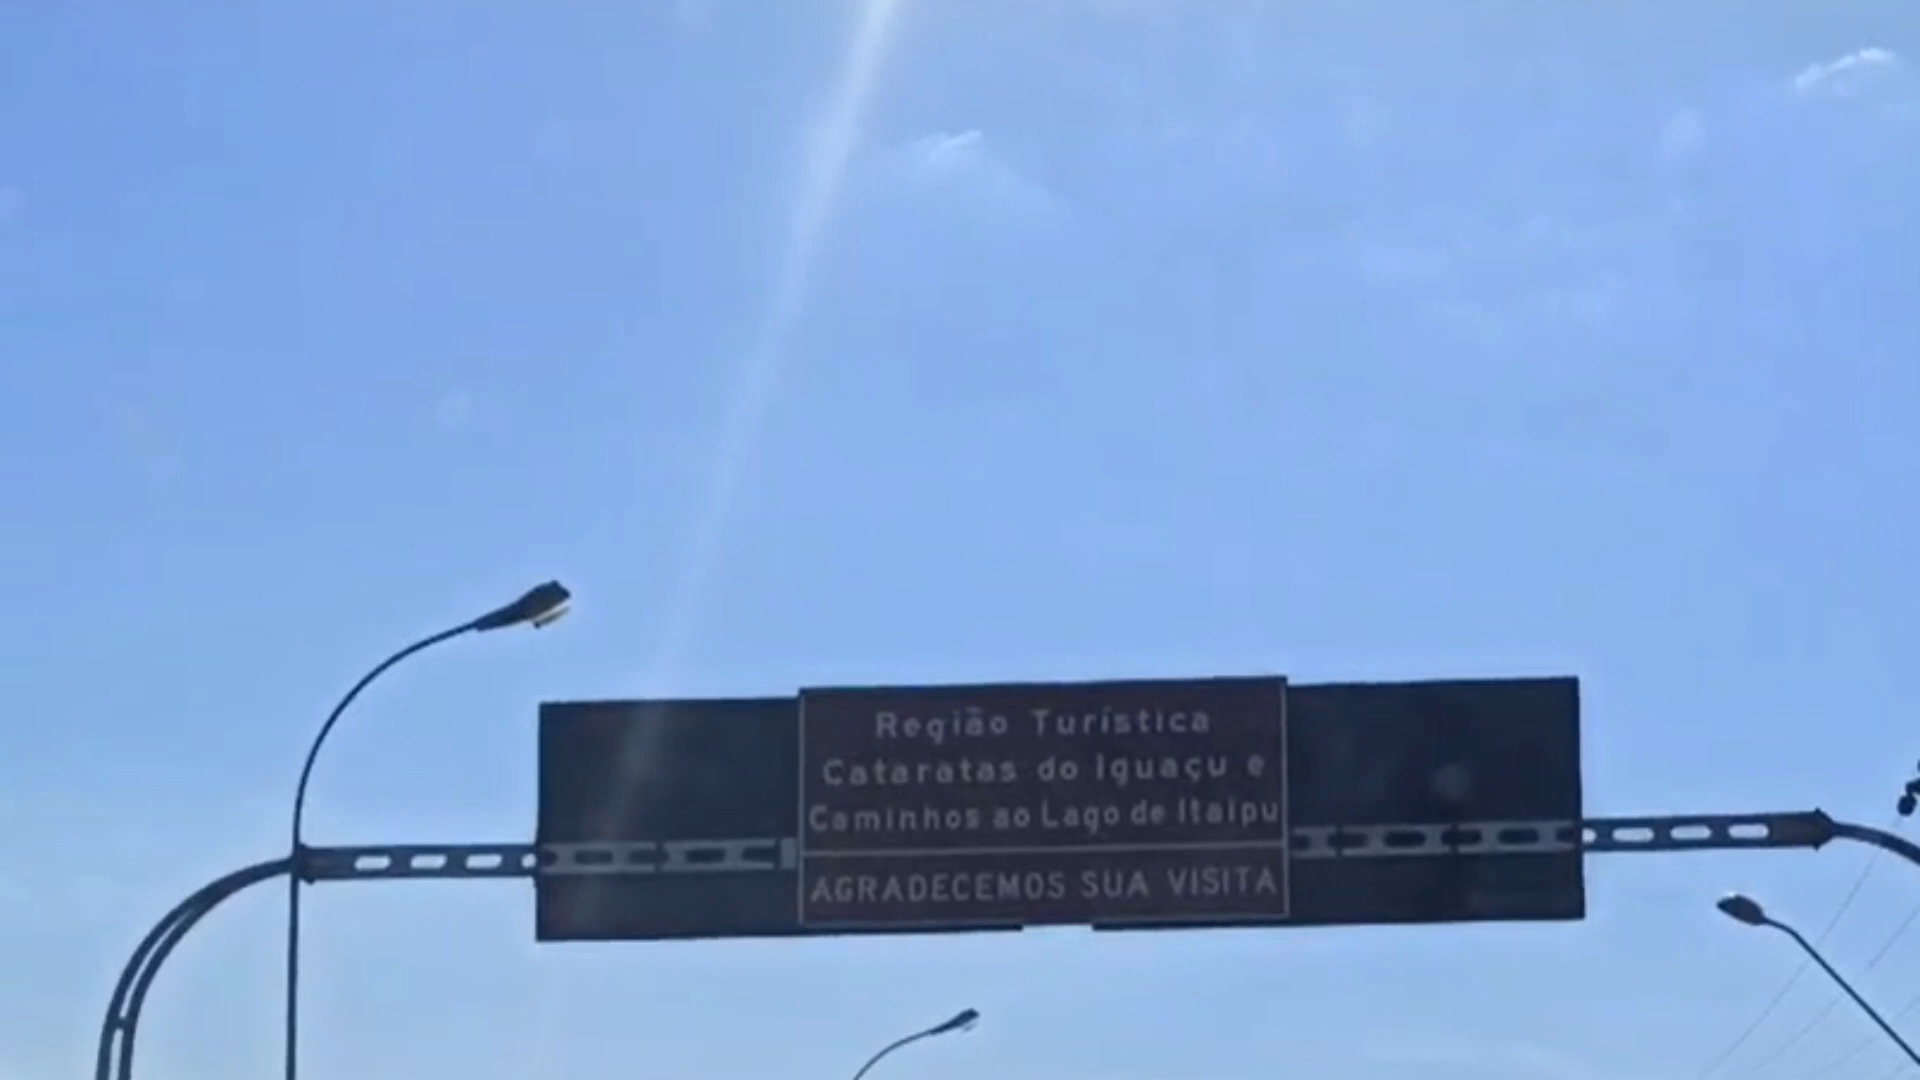 Região Turística
Cataratas do Iguaçu e
Caminhos ao Lago de Itaipu
AGRADECEMOS SUA VISITA